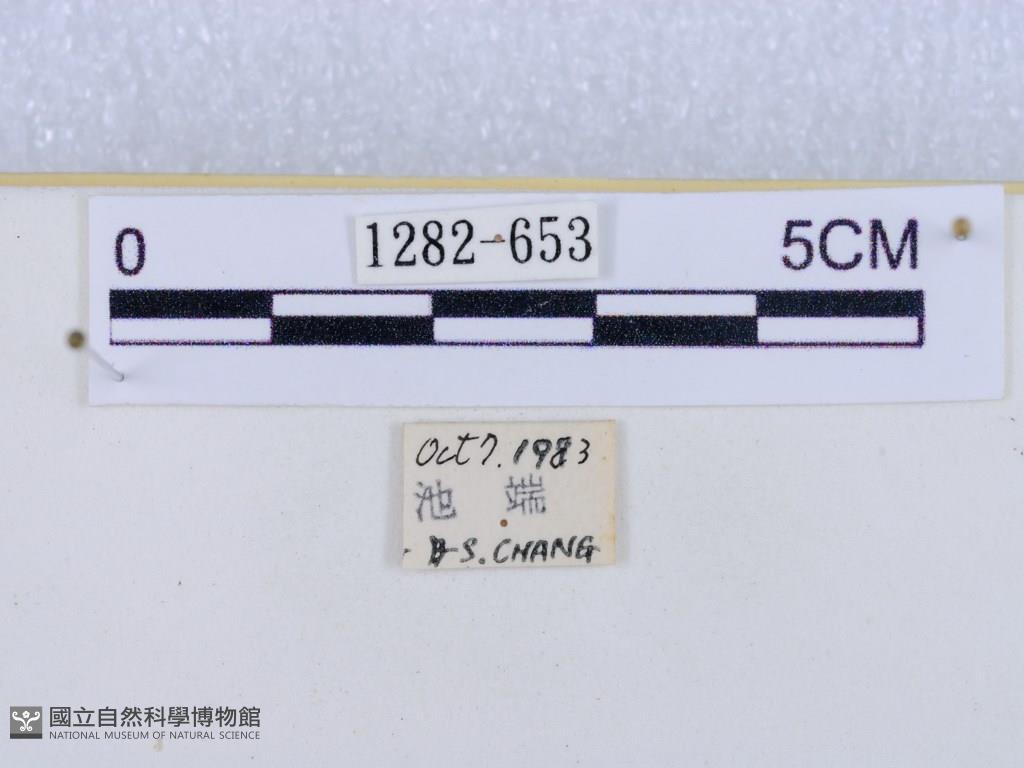 1282-653
0 5CM
Oct 7. 1983
池 端
B-S. CHANG
國立自然科學博物館
NATIONAL MUSEUM OF NATURAL SCIENCE